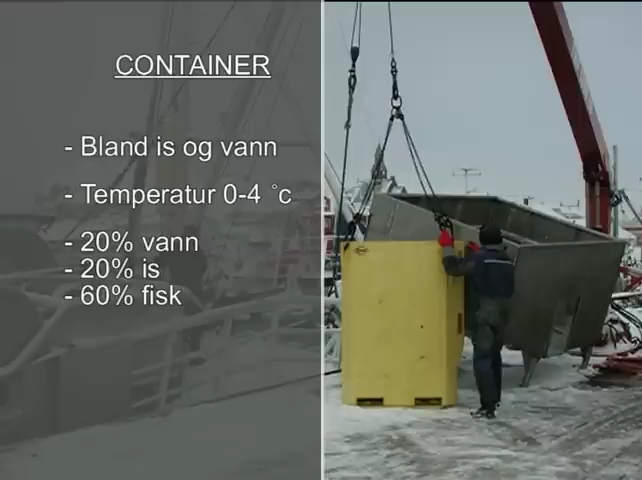 CONTAINER
- Bland is og vann
- Temperatur 0-4 °c
- 20% vann
- 20% is
- 60% fisk